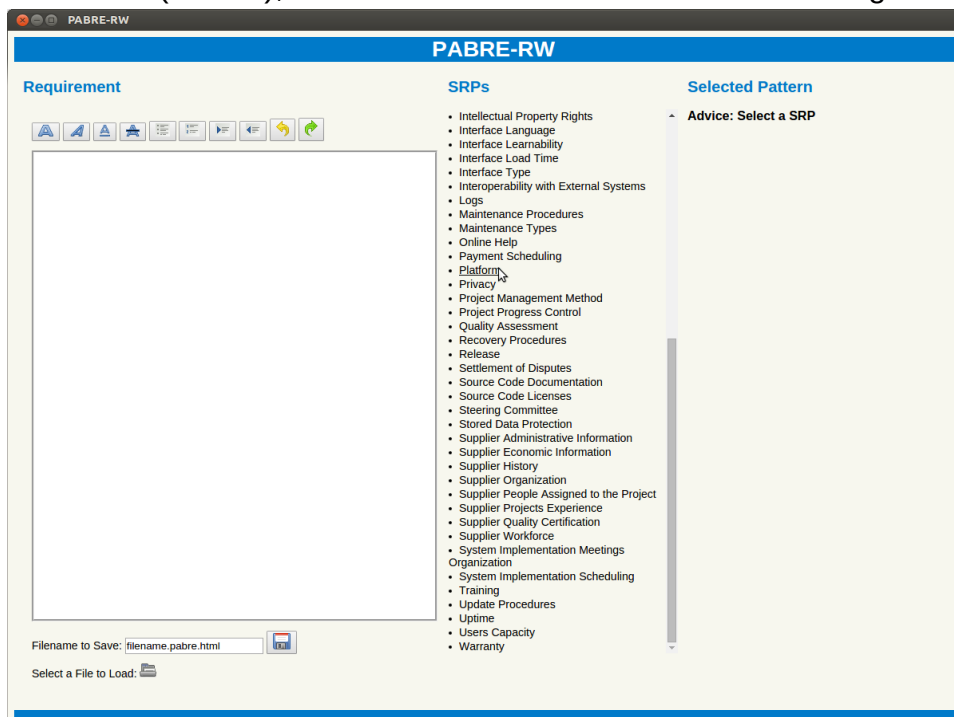 PABRE-RW
PABRE-RW
Requirement
SRPs
Selected Pattern
A A A A
Intellectual Property Rights
Interface Language
Interface Learnability
Interface Load Time
Interface Type
Interoperability with External Systems
Logs
Maintenance Procedures
Maintenance Types
Online Help
Payment Scheduling
Platform
Privacy
Project Management Method
Project Progress Control
Quality Assessment
Recovery Procedures
Release
Settlement of Disputes
Source Code Documentation
Source Code Licenses
Steering Committee
Stored Data Protection
Supplier Administrative Information
Supplier Economic Information
Supplier History
Supplier Organization
Supplier People Assigned to the Project
Supplier Projects Experience
Supplier Quality Certification
Supplier Workforce
System Implementation Meetings
Organization
System Implementation Scheduling
Training
Update Procedures
Uptime
Users Capacity
Warranty
Advice: Select a SRP
Filename to Save: filename.pabre.html
Select a File to Load: